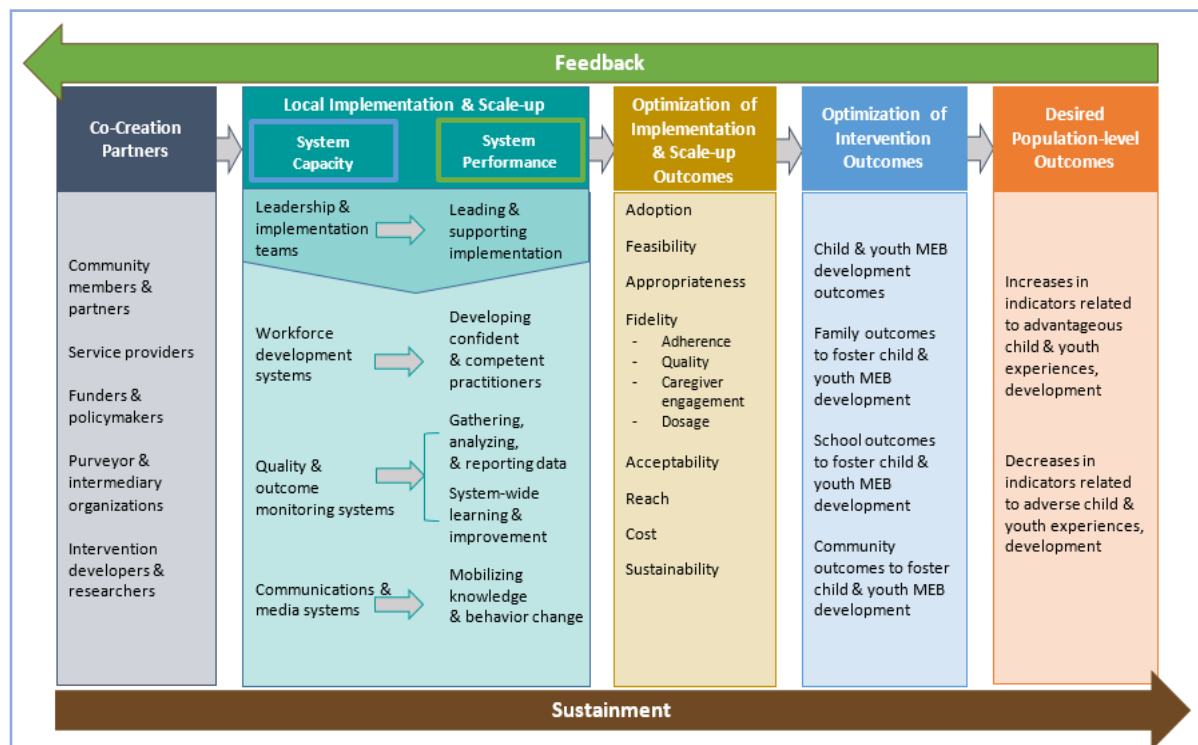 Feedback
Co-Creation
Partners
Local Implementation & Scale-up
System
Capacity
System
Performance
Optimization of
Implementation
& Scale-up
Outcomes
Optimization of
Intervention
Outcomes
Desired
Population-level
Outcomes
Community
members &
partners
Service providers
Funders &
policymakers
Purveyor &
intermediary
organizations
Intervention
developers &
researchers
Leadership &
implementation
teams
Leading &
supporting
implementation
Workforce
development
systems
Developing
confident
& competent
practitioners
Quality &
outcome
monitoring systems
Gathering,
analyzing,
& reporting data
System-wide
learning &
improvement
Communications &
media systems
Mobilizing
knowledge
& behavior change
Adoption
Feasibility
Appropriateness
Fidelity
- Adherence
- Quality
- Caregiver
engagement
- Dosage
Acceptability
Reach
Cost
Sustainability
Child & youth MEB
development
outcomes
Family outcomes
to foster child &
youth MEB
development
School outcomes
to foster child &
youth MEB
development
Community
outcomes to foster
child & youth MEB
development
Increases in
indicators related
to advantageous
child & youth
experiences,
development
Decreases in
indicators related
to adverse child &
youth experiences,
development
Sustainment